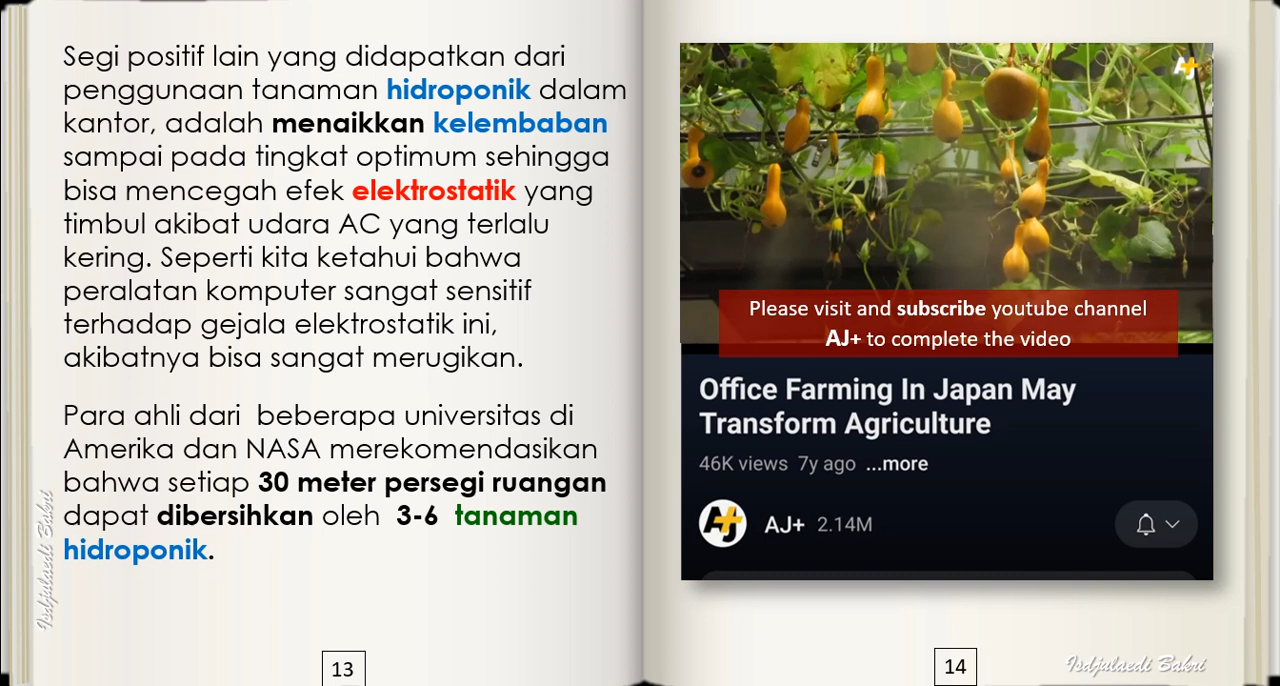 Segi positif lain yang didapatkan dari
penggunaan tanaman hidroponik dalam
kantor, adalah menaikkan kelembaban
sampai pada tingkat optimum sehingga
bisa mencegah efek elektrostatik yang
timbul akibat udara AC yang terlalu
kering. Seperti kita ketahui bahwa
peralatan komputer sangat sensitif
terhadap gejala elektrostatik ini,
akibatnya bisa sangat merugikan.
Para ahli dari beberapa universitas di
Amerika dan NASA merekomendasikan
bahwa setiap 30 meter persegi ruangan
dapat dibersihkan oleh 3-6 tanaman
hidroponik.
Isdjulaedi Bakri
13
AJ+
Please visit and subscribe youtube channel
AJ+ to complete the video
Office Farming In Japan May
Transform Agriculture
46K views 7y ago ...more
AJ+ AJ+ 2.14M
14
Isdjulaedi Bakri